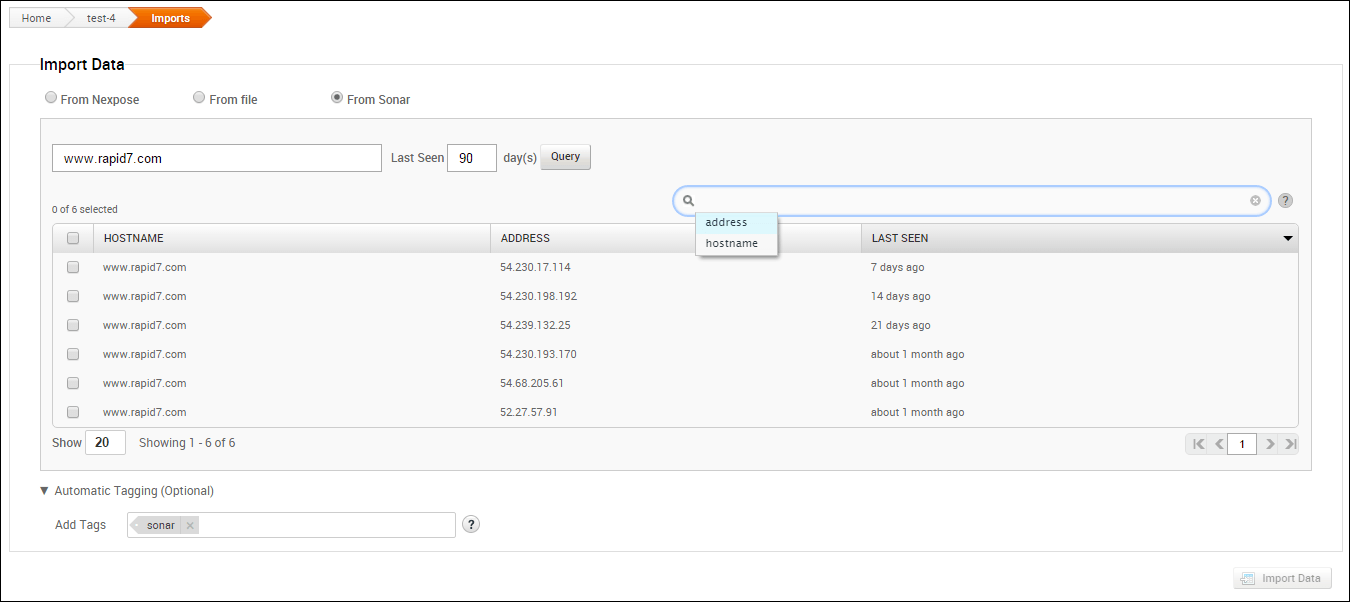 Home test-4 Imports
Import Data
From Nexpose From file From Sonar
www.rapid7.com Last Seen 90 day(s) Query
0 of 6 selected ?
address
hostname
HOSTNAME ADDRESS LAST SEEN
www.rapid7.com 54.230.17.114 7 days ago
www.rapid7.com 54.230.198.192 14 days ago
www.rapid7.com 54.239.132.25 21 days ago
www.rapid7.com 54.230.193.170 about 1 month ago
www.rapid7.com 54.68.205.61 about 1 month ago
www.rapid7.com 52.27.57.91 about 1 month ago
Show 20 Showing 1 - 6 of 6 1
Automatic Tagging (Optional)
Add Tags sonar × ?
Import Data